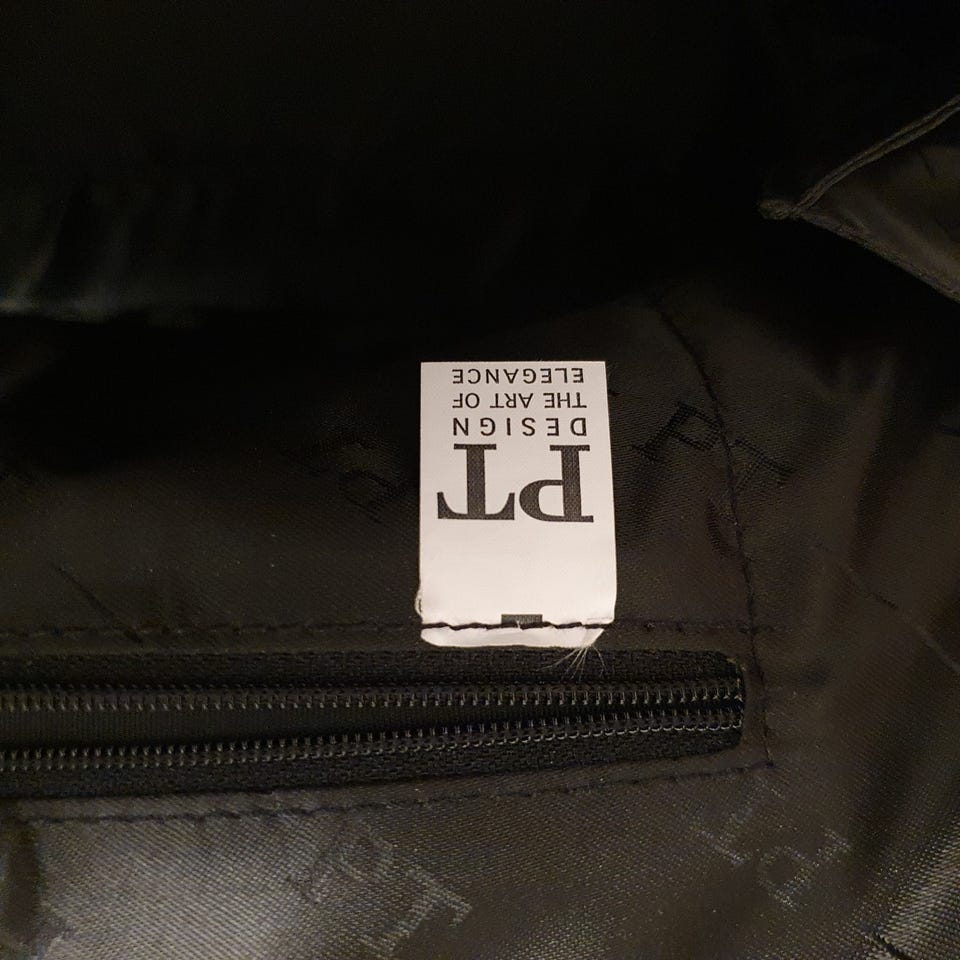 PT
DESIGN
THE ART OF
ELEGANCE